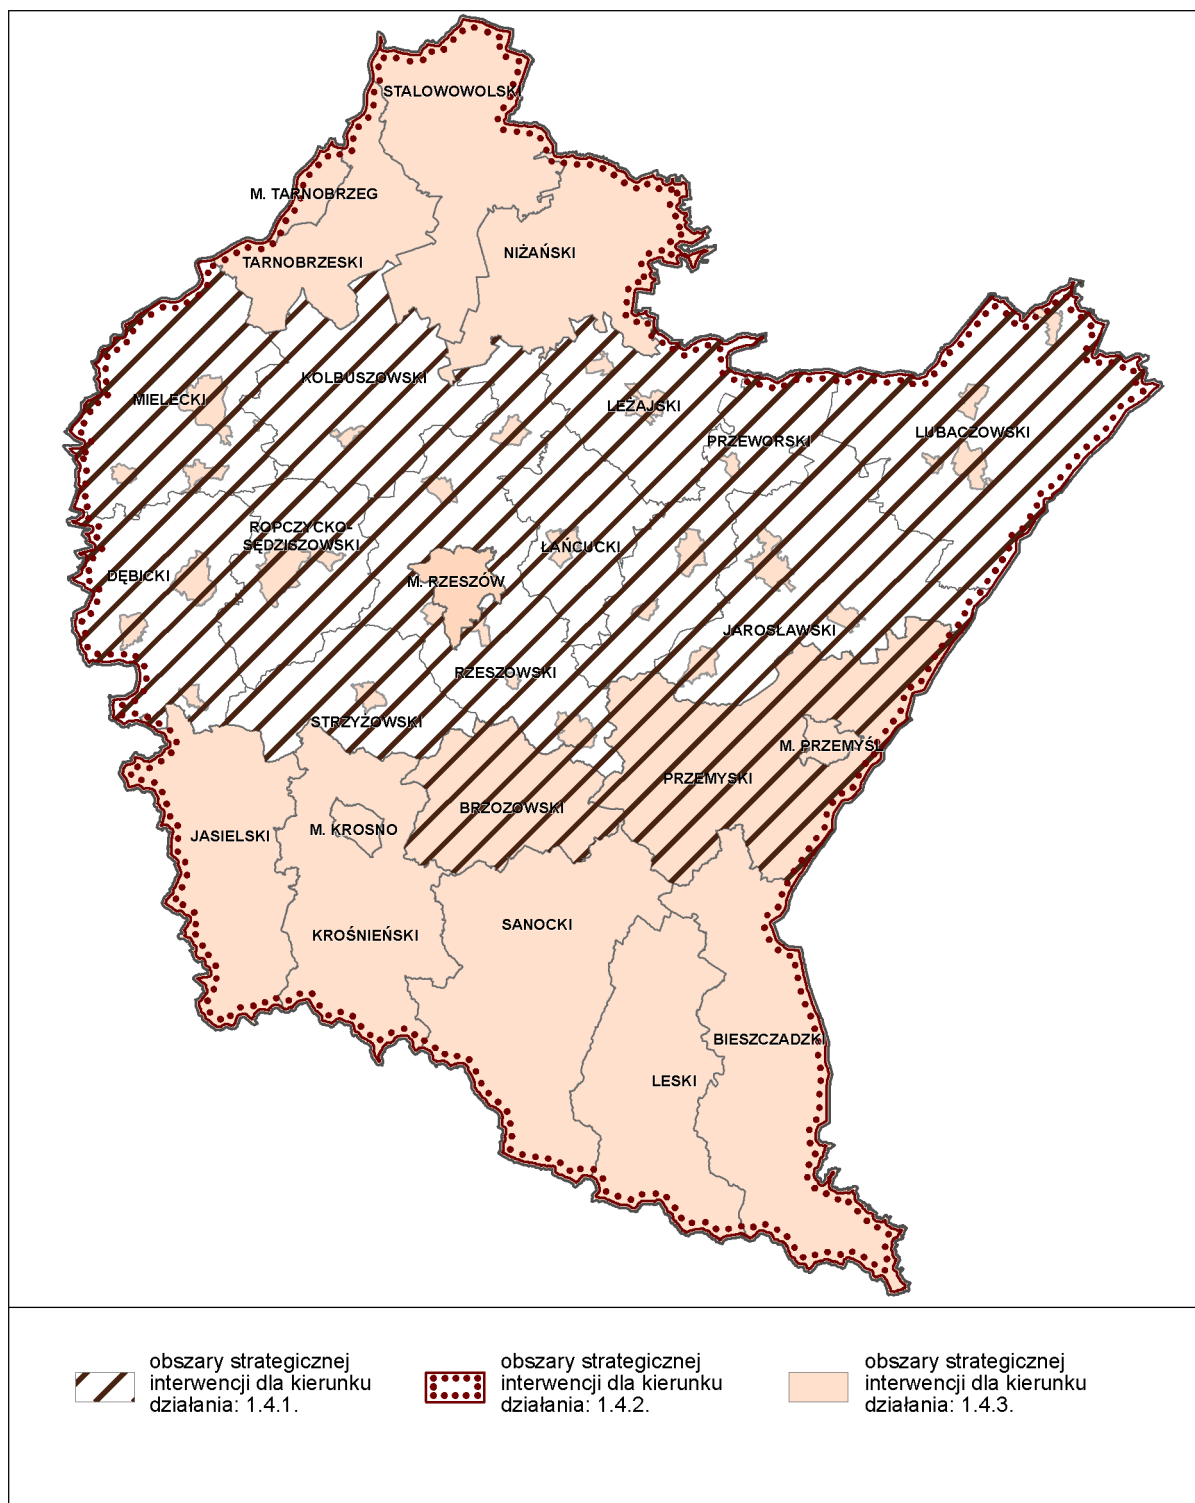 STALOWOWOLSKI
M. TARNOBRZEG
NIŻAŃSKI
TARNOBRZESKI
KOLBUSZOWSKI
MIELECKI
LEŻAJSKI
PRZEWORSKI
LUBACZOWSKI
ROPCZYCKO-
SĘDZISZOWSKI
ŁAŃCUCKI
DĘBICKI
M. RZESZÓW
JAROSŁAWSKI
RZESZOWSKI
STRZYŻOWSKI
M. PRZEMYŚL
PRZEMYSKI
BRZOZOWSKI
M. KROSNO
JASIELSKI
SANOCKI
KROŚNIEŃSKI
BIESZCZADZKI
LESKI
obszary strategicznej
interwencji dla kierunku
działania: 1.4.1.
obszary strategicznej
interwencji dla kierunku
działania: 1.4.2.
obszary strategicznej
interwencji dla kierunku
działania: 1.4.3.